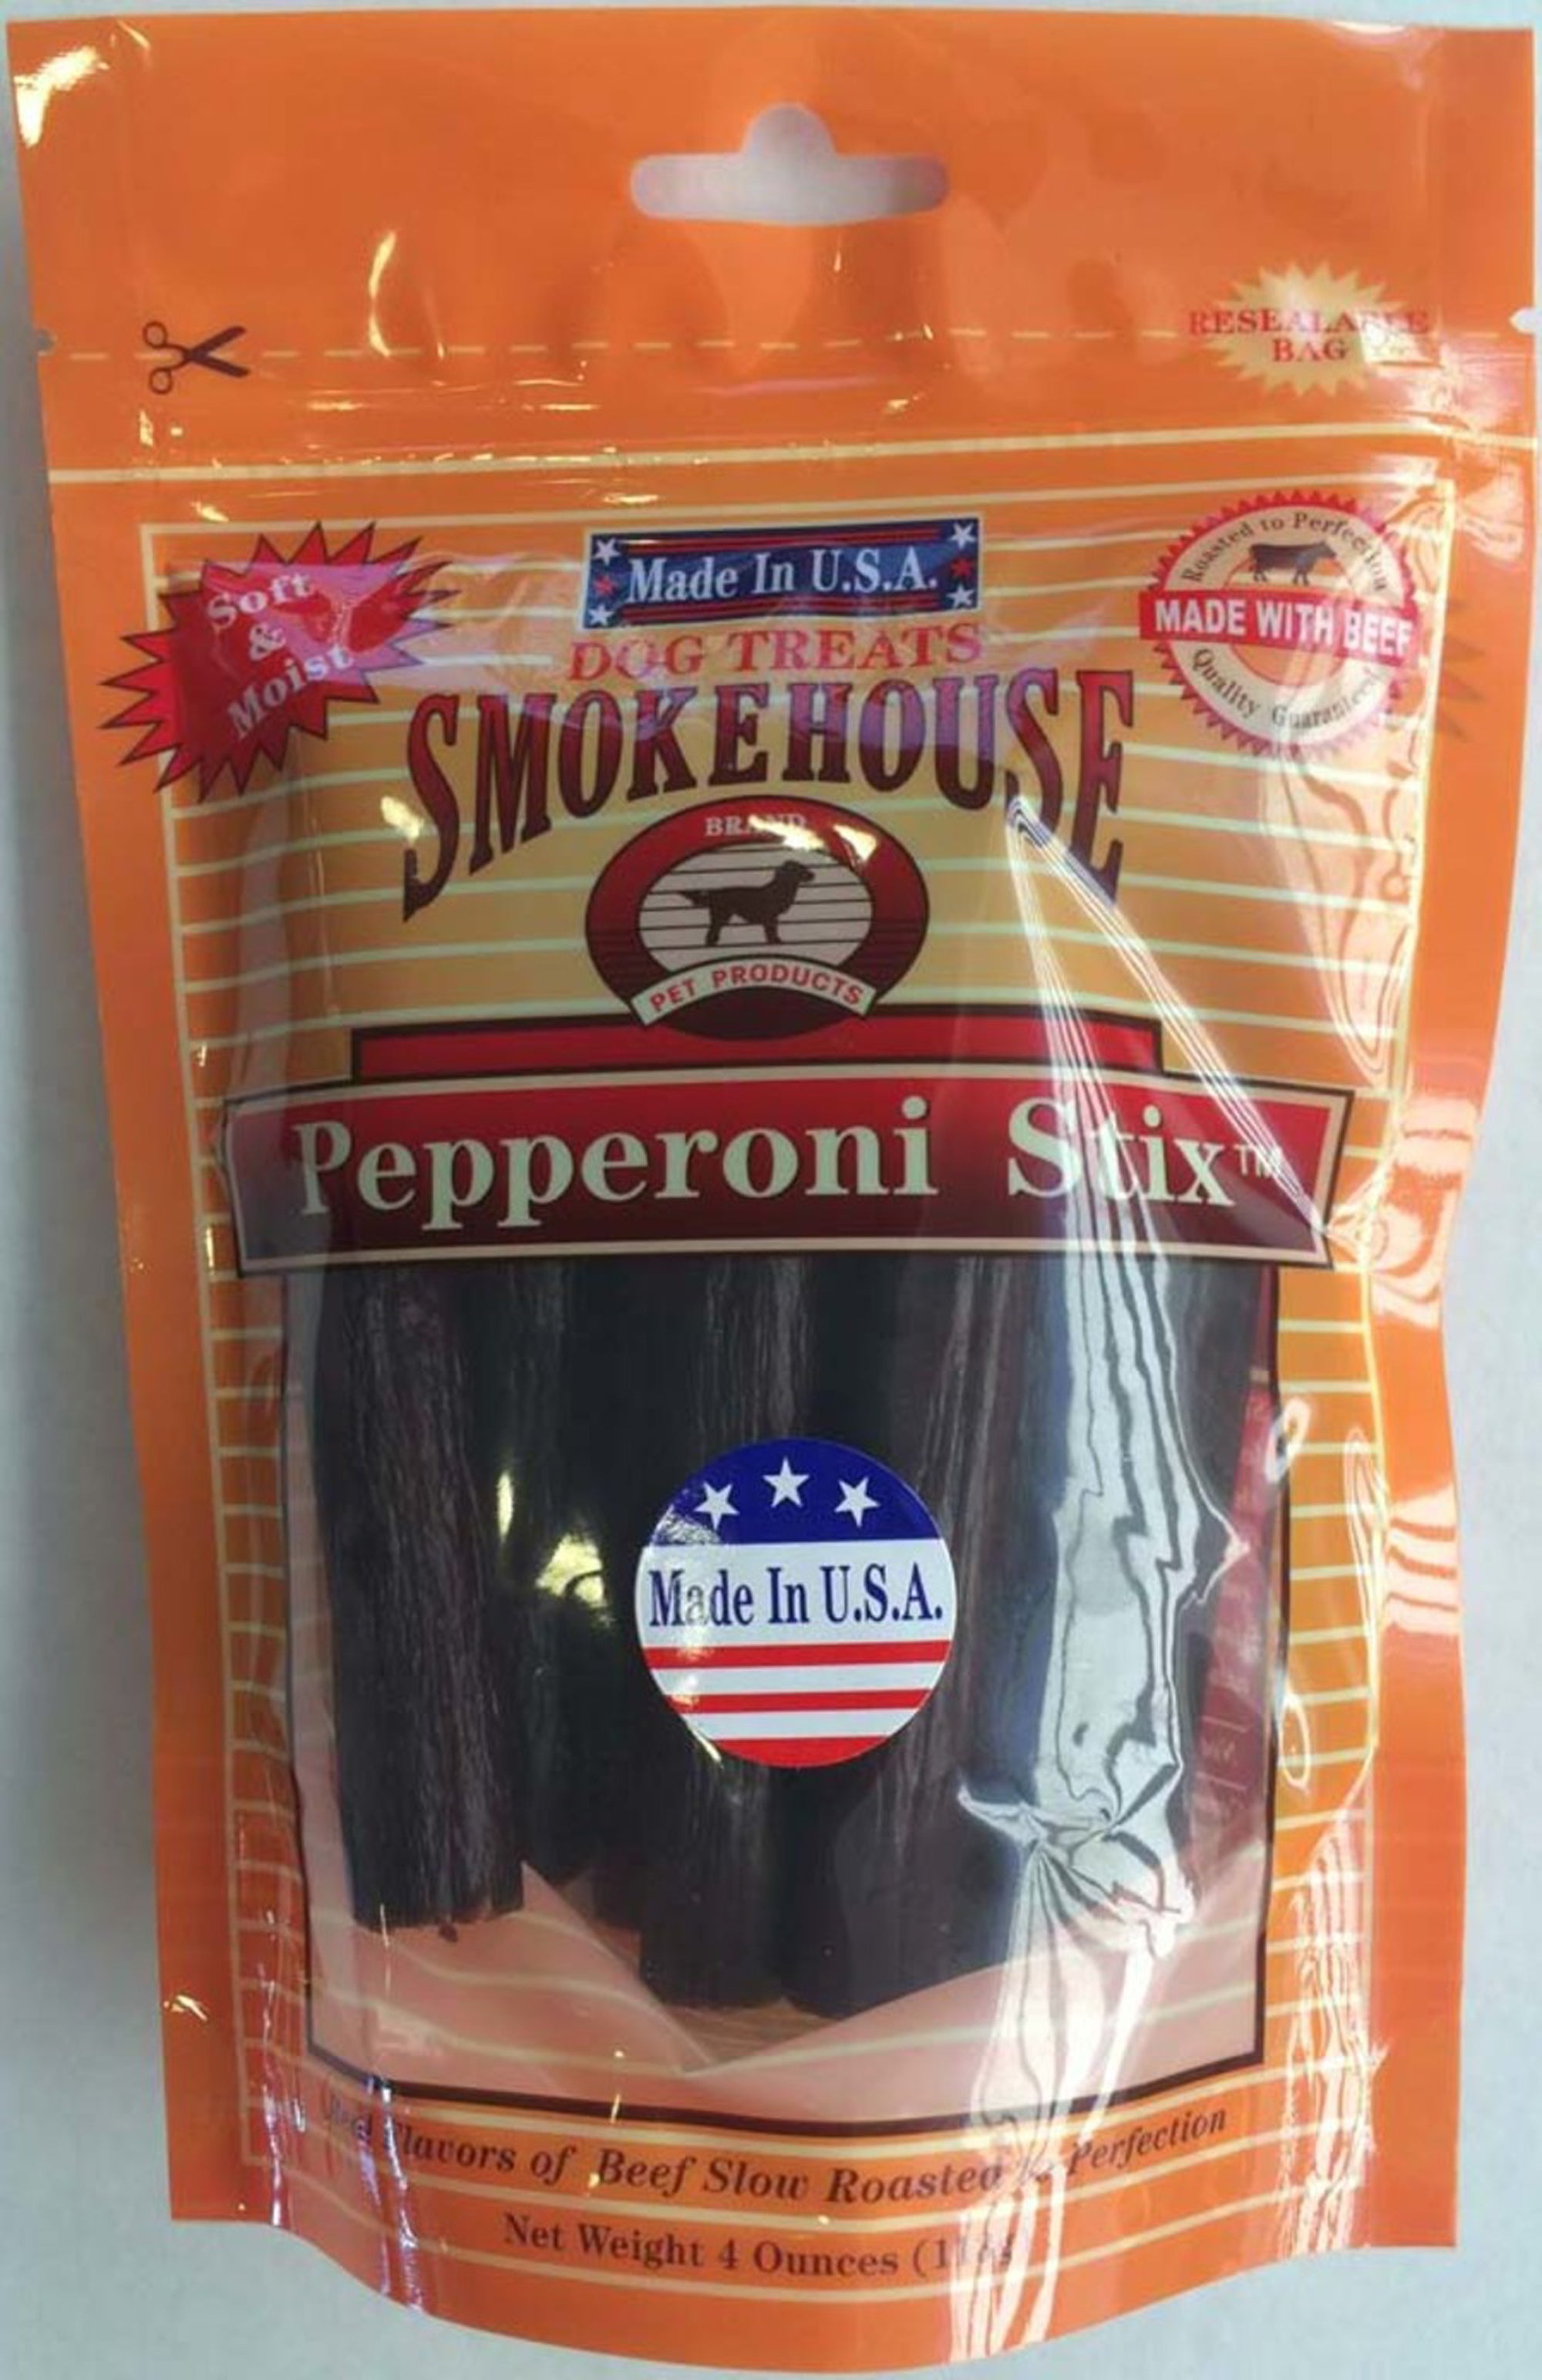 RESEALABLE
BAG
Soft
&
Moist
Made In U.S.A.
Roasted to Perfection
MADE WITH BEEF
Quality Guaranteed
DOG TREATS
SMOKEHOUSE
BRAND
PET PRODUCTS
Pepperoni Stix™
Made In U.S.A.
Flavors of Beef Slow Roasted to Perfection
Net Weight 4 Ounces